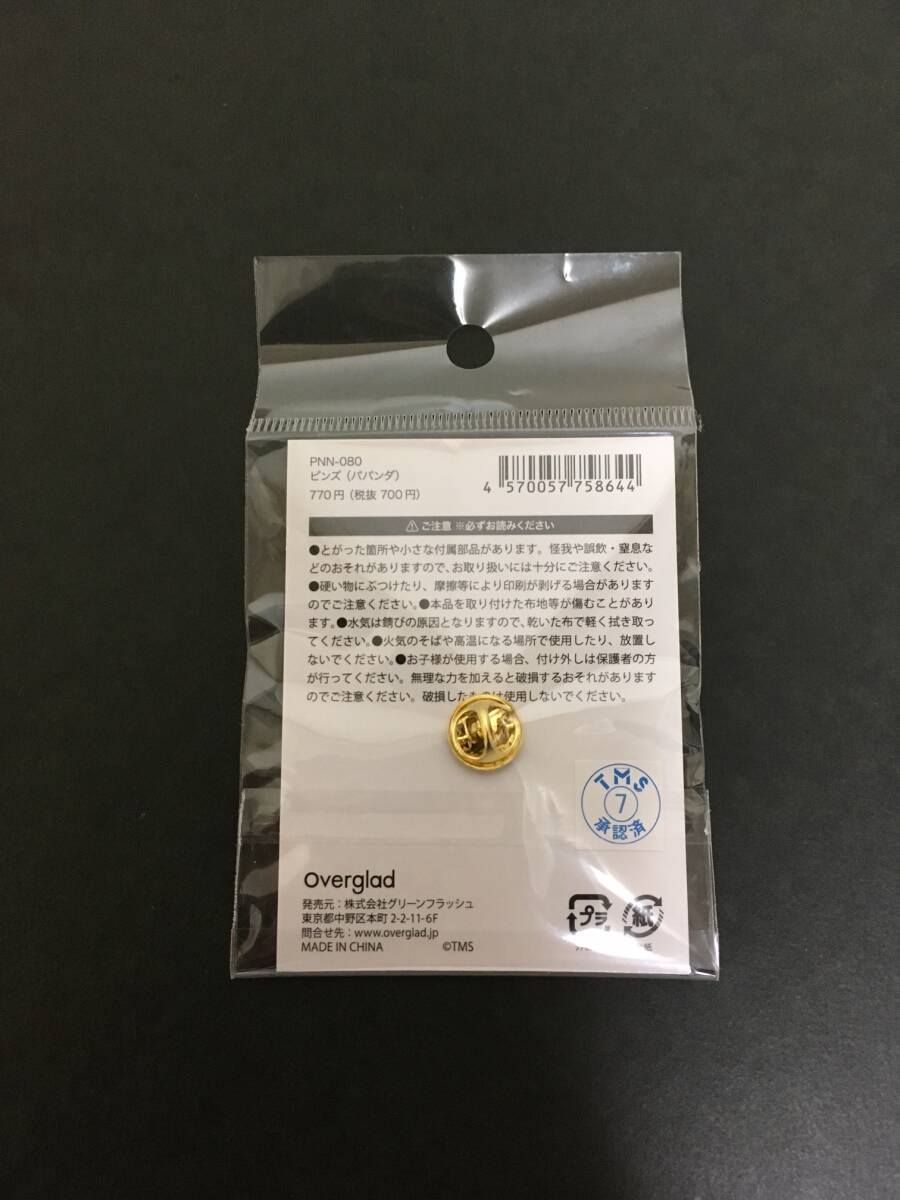 PNN-080
ピンズ（パパンダ）
770円（税抜 700円）
4 570057 758644
ご注意 ※必ずお読みください
●とがった箇所や小さな付属部品があります。怪我や誤飲・窒息な
どのおそれがありますので、お取り扱いには十分にご注意ください。
●硬い物にぶつけたり、摩擦等により印刷が剥げる場合があります
のでご注意ください。●本品を取り付けた布地等が傷むことがあり
ます。●水気は錆びの原因となりますので、乾いた布で軽く拭き取っ
てください。●火気のそばや高温になる場所で使用したり、放置し
ないでください。●お子様が使用する場合、付け外しは保護者の方
が行ってください。無理な力を加えると破損するおそれがあります
のでご注意ください。破損したものは使用しないでください。
TMS
7
承認済
overglad
発売元：株式会社グリーンフラッシュ
東京都中野区本町 2-2-11-6F
問合せ先：www.overglad.jp
MADE IN CHINA ©TMS
プラ
紙
紙